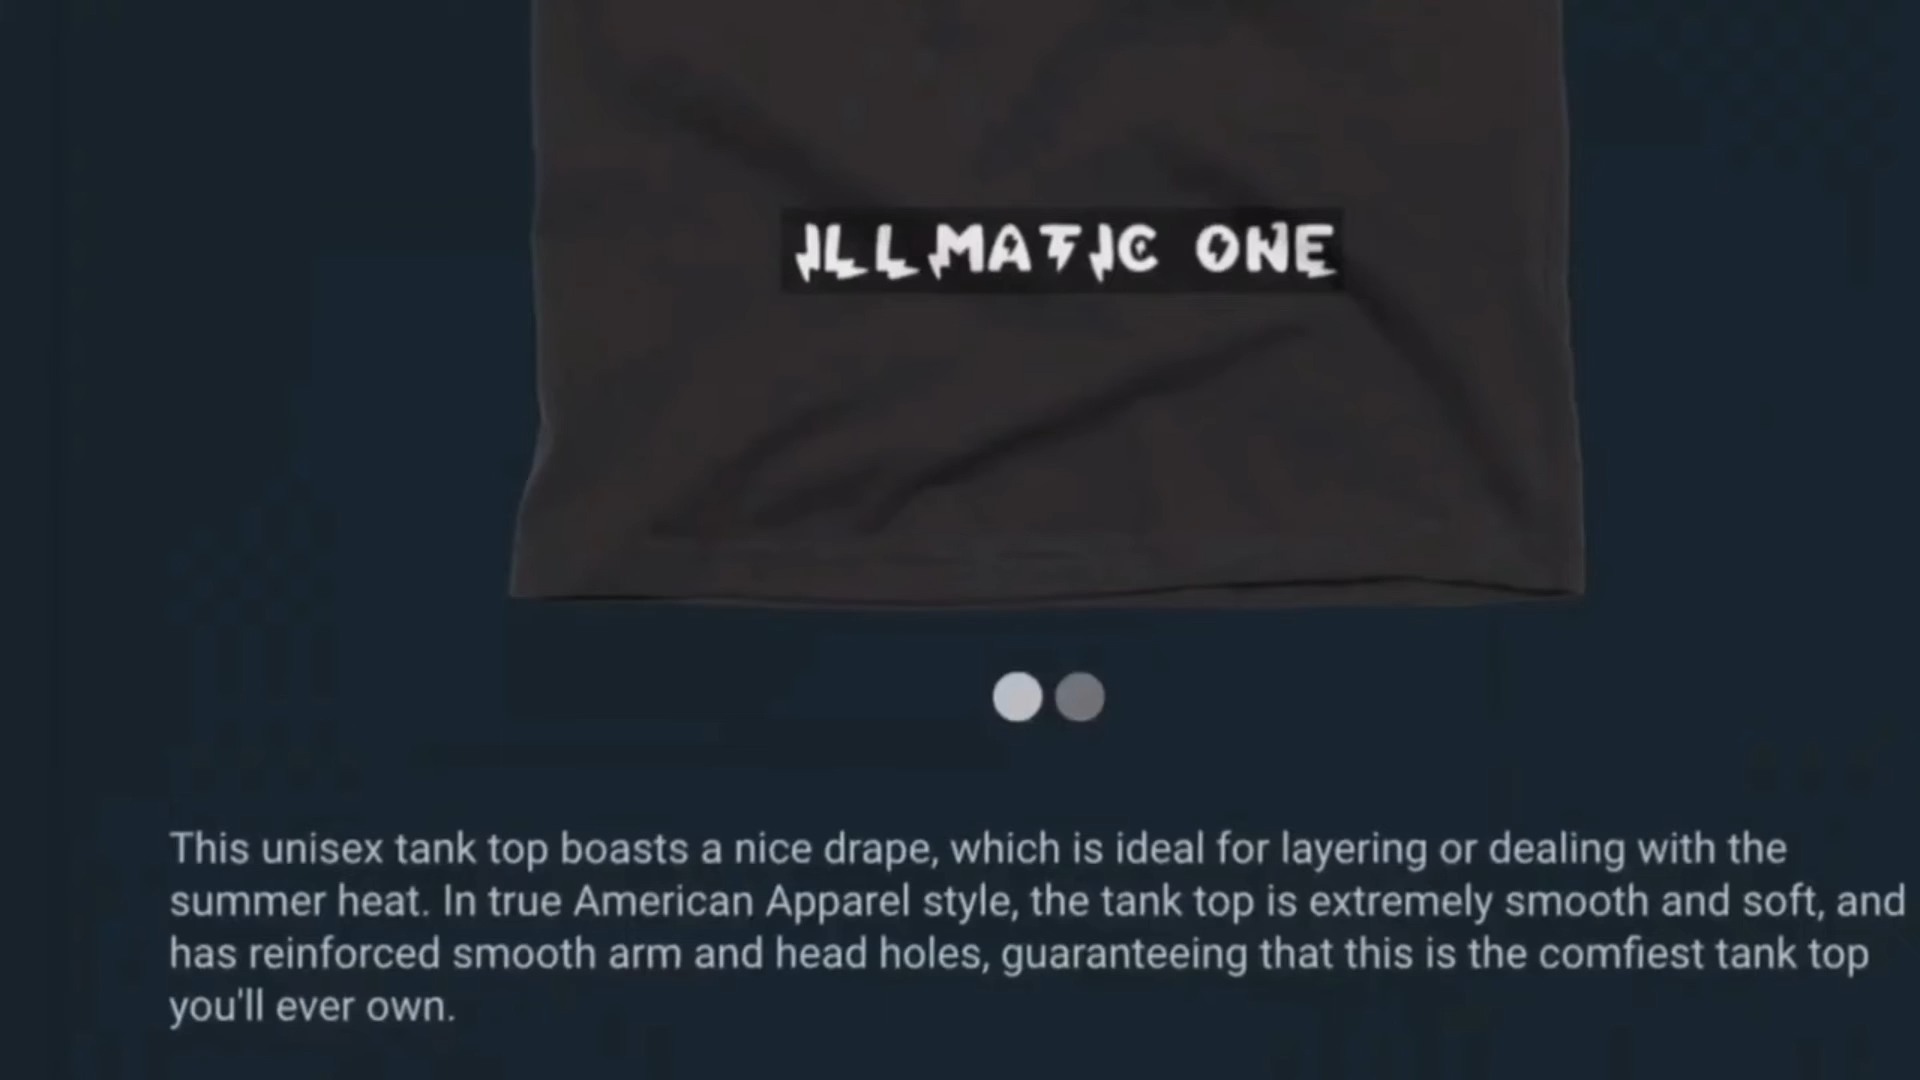 ILLMATIC ONE
This unisex tank top boasts a nice drape, which is ideal for layering or dealing with the
summer heat. In true American Apparel style, the tank top is extremely smooth and soft, and
has reinforced smooth arm and head holes, guaranteeing that this is the comfiest tank top
you'll ever own.